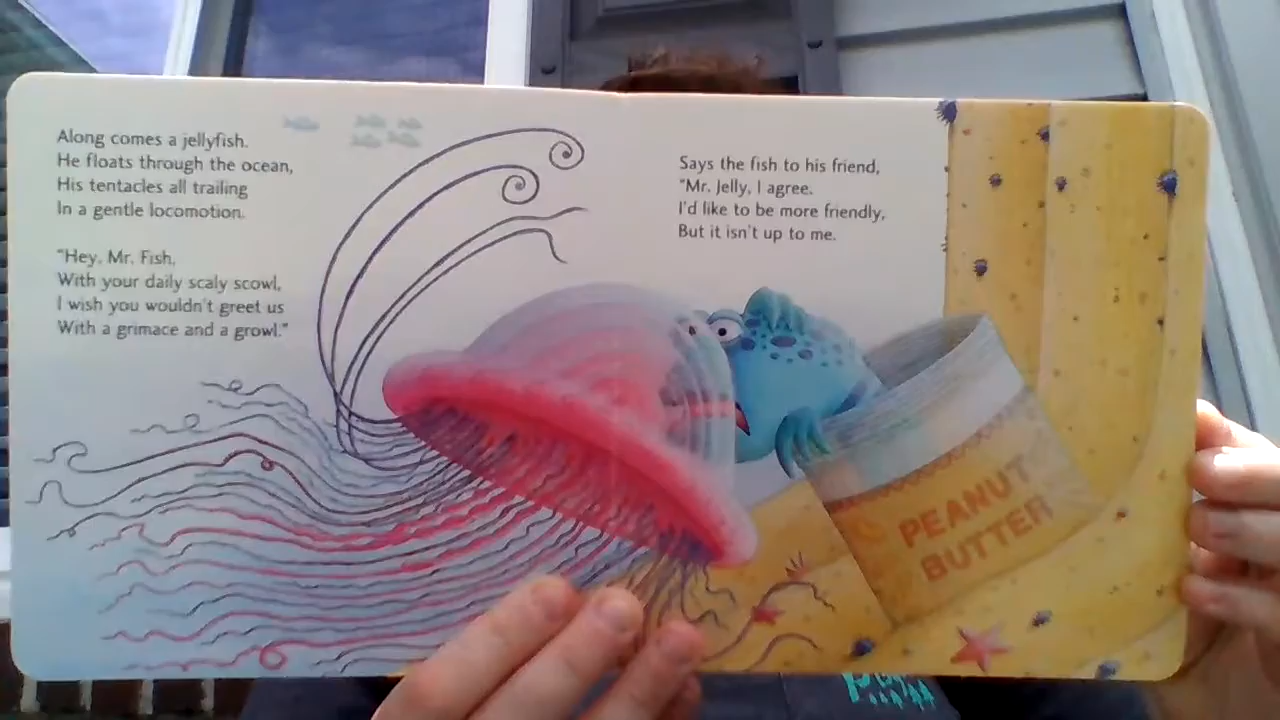 Along comes a jellyfish.
He floats through the ocean,
His tentacles all trailing
In a gentle locomotion.
"Hey, Mr. Fish,
With your daily scaly scowl,
I wish you wouldn't greet us
With a grimace and a growl."
Says the fish to his friend,
"Mr. Jelly, I agree.
I'd like to be more friendly,
But it isn't up to me.
PEANUT
BUTTER